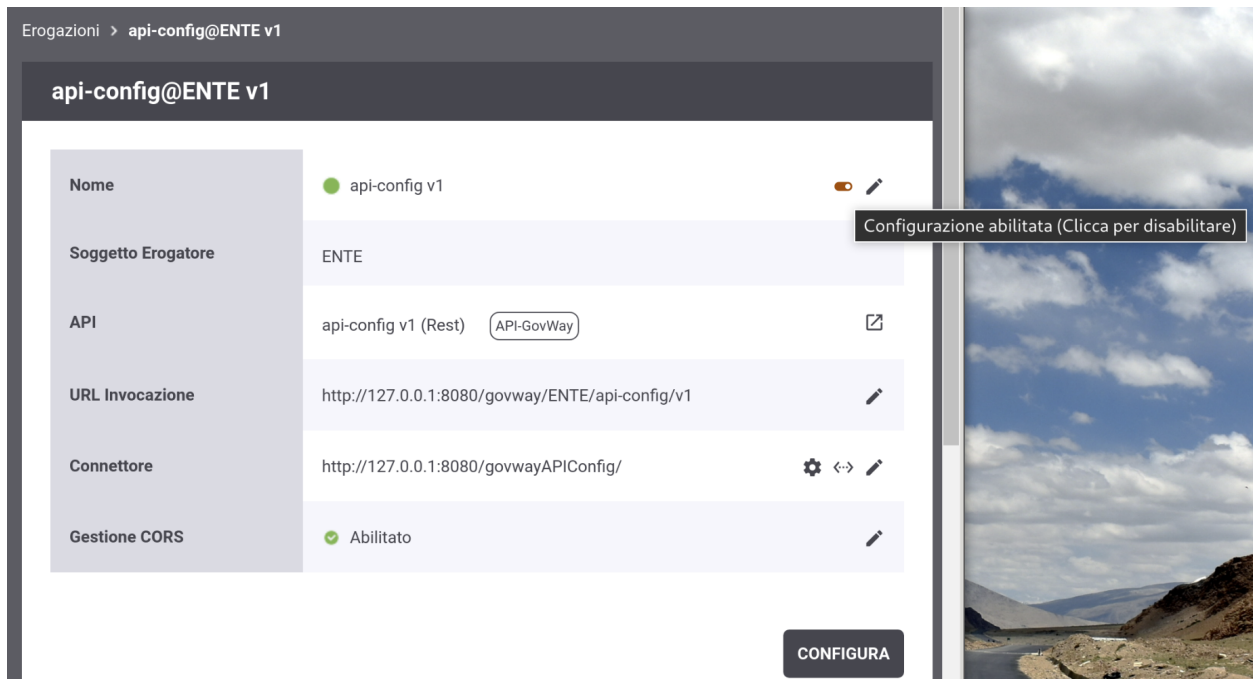 Erogazioni > api-config@ENTE v1
api-config@ENTE v1
Nome api-config v1
Configurazione abilitata (Clicca per disabilitare)
Soggetto Erogatore ENTE
API api-config v1 (Rest) API-GovWay
URL Invocazione http://127.0.0.1:8080/govway/ENTE/api-config/v1
Connettore http://127.0.0.1:8080/govwayAPIConfig/
Gestione CORS Abilitato
CONFIGURA